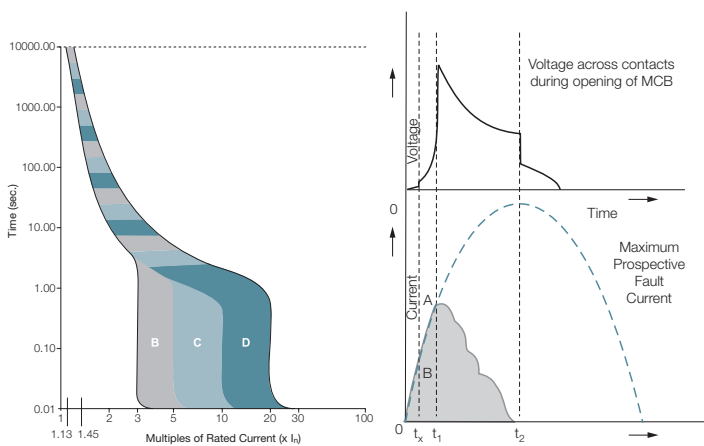 10000.00
1000.00
100.00
10.00
1.00
0.10
0.01
Time (sec.)
B
C
D
1
2
3
5
10
20
30
100
1.13
1.45
Multiples of Rated Current (x Iₙ)
Voltage across contacts
during opening of MCB
Voltage
0
Time
Maximum
Prospective
Fault
Current
Current
A
B
0
tₓ
t₁
t₂